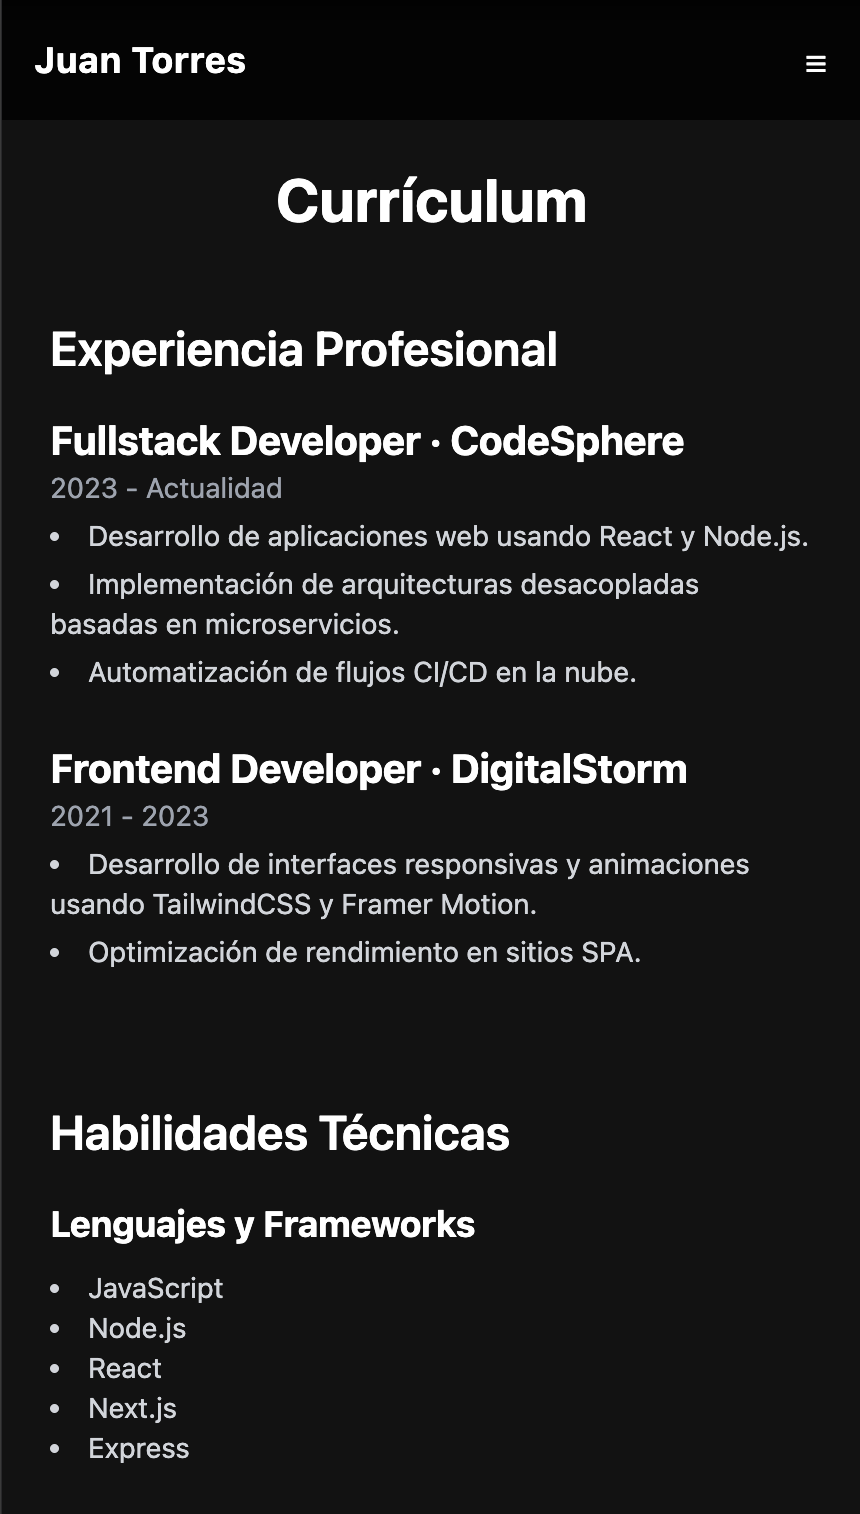 Juan Torres
Currículum
Experiencia Profesional
Fullstack Developer · CodeSphere
2023 - Actualidad
• Desarrollo de aplicaciones web usando React y Node.js.
• Implementación de arquitecturas desacopladas
basadas en microservicios.
• Automatización de flujos CI/CD en la nube.
Frontend Developer · DigitalStorm
2021 - 2023
• Desarrollo de interfaces responsivas y animaciones
usando TailwindCSS y Framer Motion.
• Optimización de rendimiento en sitios SPA.
Habilidades Técnicas
Lenguajes y Frameworks
• JavaScript
• Node.js
• React
• Next.js
• Express